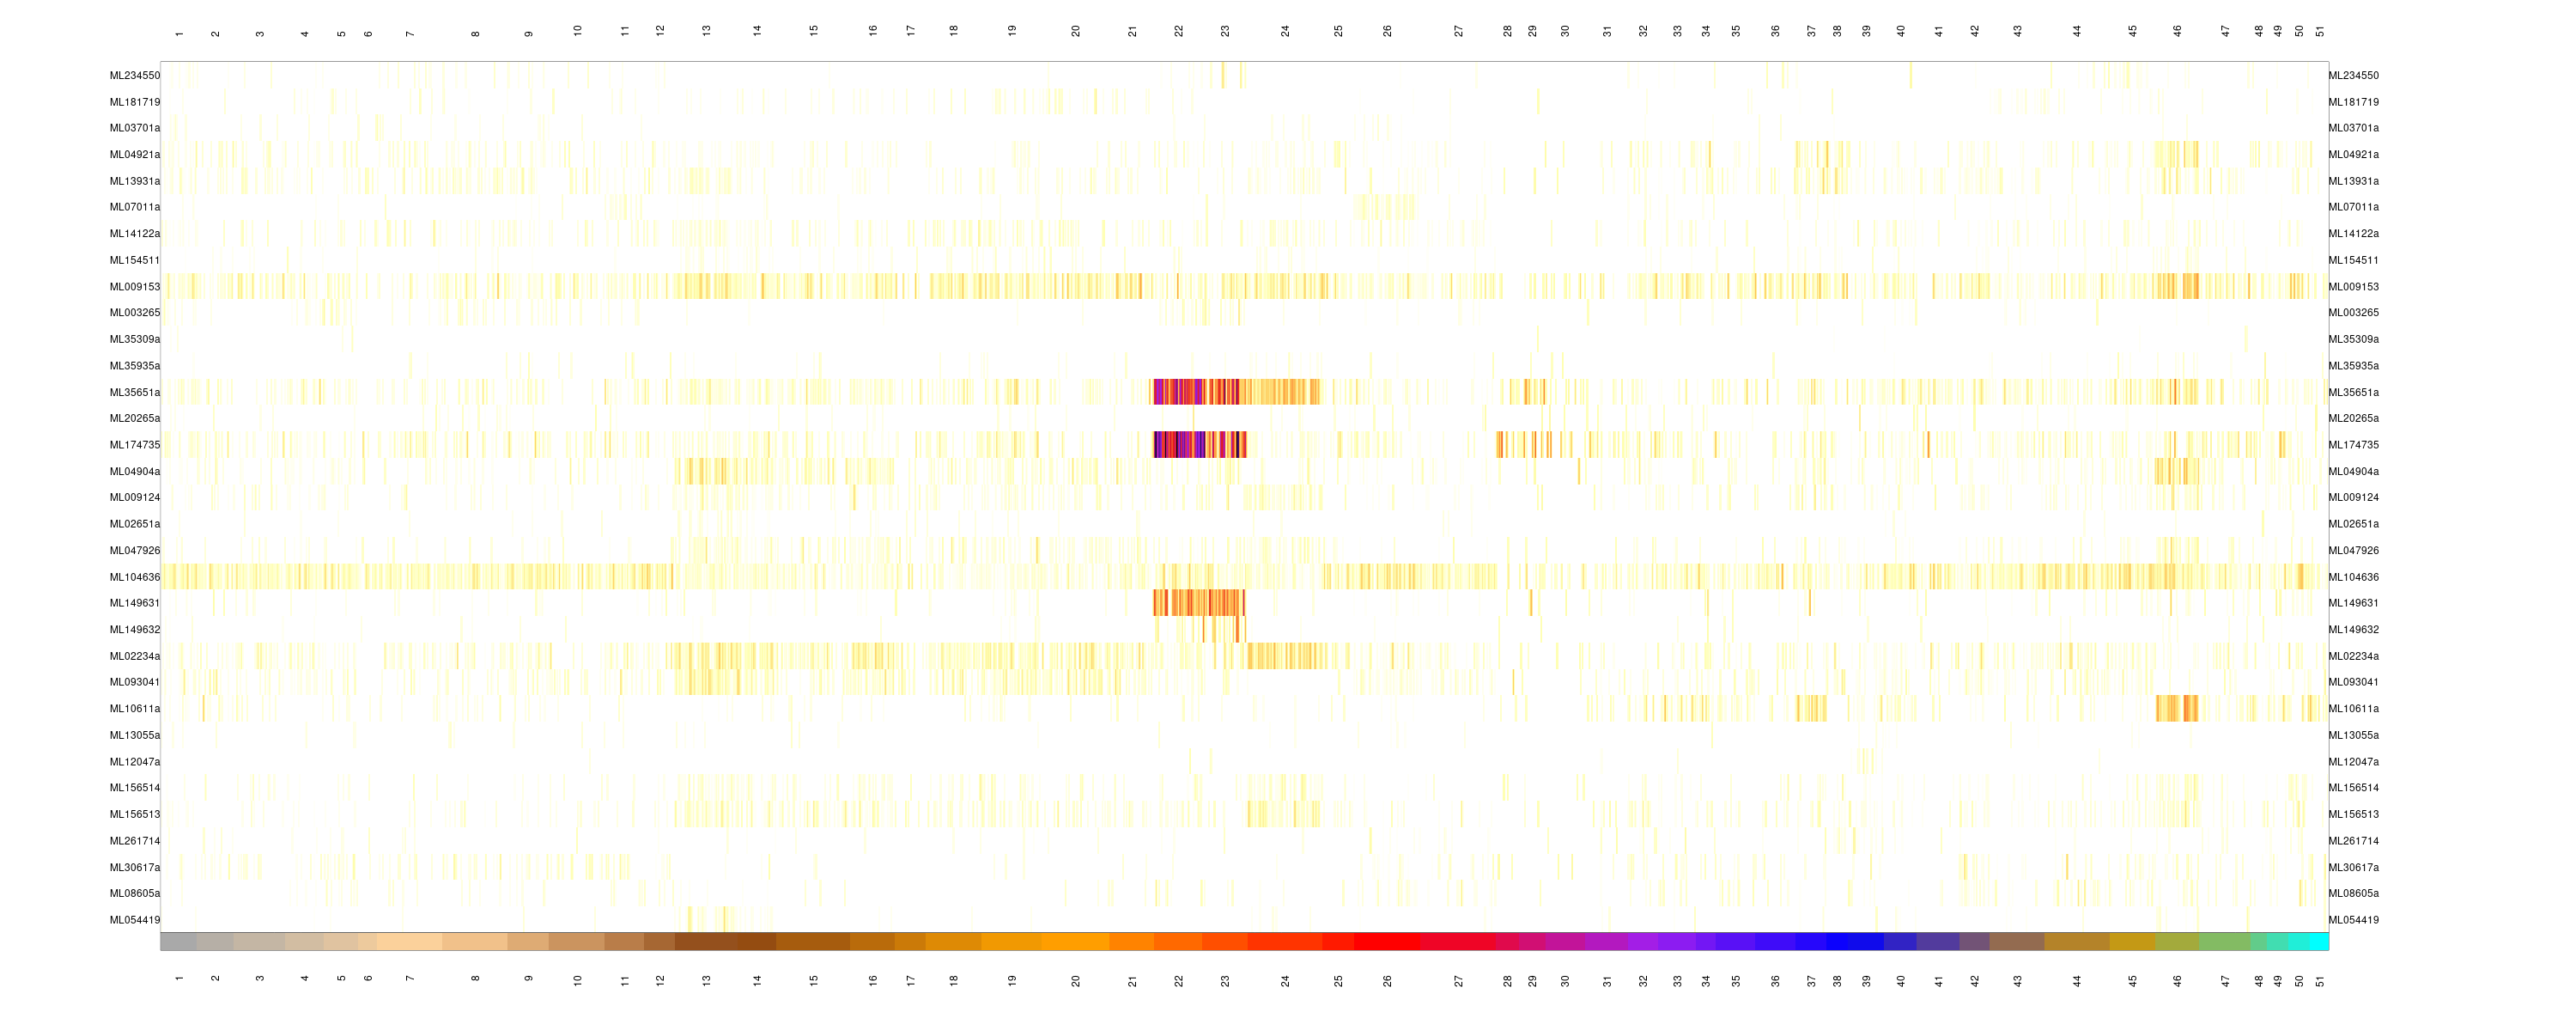 1 2 3 4 5 6 7 8 9 10 11 12 13 14 15 16 17 18 19 20 21 22 23 24 25 26 27 28 29 30 31 32 33 34 35 36 37 38 39 40 41 42 43 44 45 46 47 48 49 50 51
ML234550 ML234550
ML181719 ML181719
ML03701a ML03701a
ML04921a ML04921a
ML13931a ML13931a
ML07011a ML07011a
ML14122a ML14122a
ML154511 ML154511
ML009153 ML009153
ML003265 ML003265
ML35309a ML35309a
ML35935a ML35935a
ML35651a ML35651a
ML20265a ML20265a
ML174735 ML174735
ML04904a ML04904a
ML009124 ML009124
ML02651a ML02651a
ML047926 ML047926
ML104636 ML104636
ML149631 ML149631
ML149632 ML149632
ML02234a ML02234a
ML093041 ML093041
ML10611a ML10611a
ML13055a ML13055a
ML12047a ML12047a
ML156514 ML156514
ML156513 ML156513
ML261714 ML261714
ML30617a ML30617a
ML08605a ML08605a
ML054419 ML054419
1 2 3 4 5 6 7 8 9 10 11 12 13 14 15 16 17 18 19 20 21 22 23 24 25 26 27 28 29 30 31 32 33 34 35 36 37 38 39 40 41 42 43 44 45 46 47 48 49 50 51